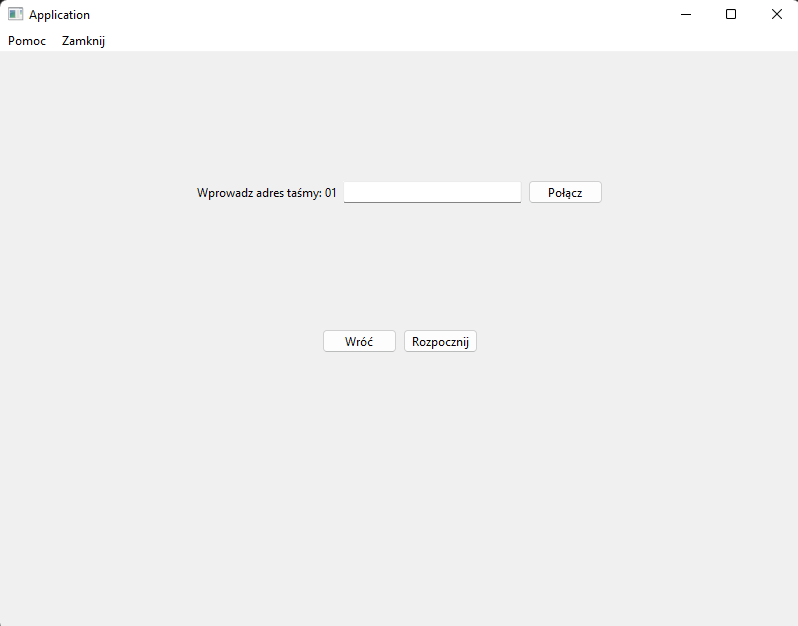 Application
Pomoc Zamknij
Wprowadz adres taśmy: 01 Połącz
Wróć Rozpocznij